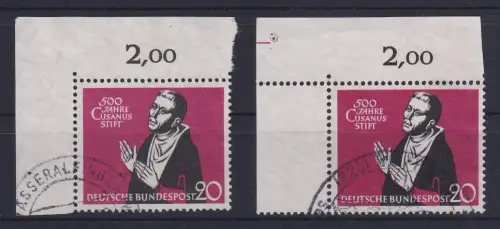 2,00
500
JAHRE
CUSANUS
STIFT
DEUTSCHE BUNDESPOST 20
2,00
500
JAHRE
CUSANUS
STIFT
DEUTSCHE BUNDESPOST 20